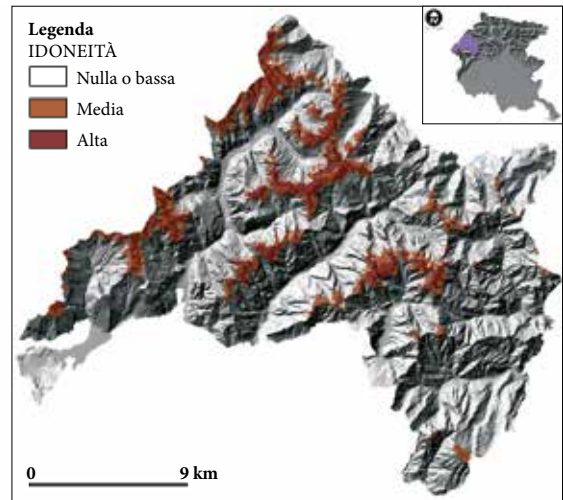 Legenda
IDONEITÀ
Nulla o bassa
Media
Alta
0 9 km